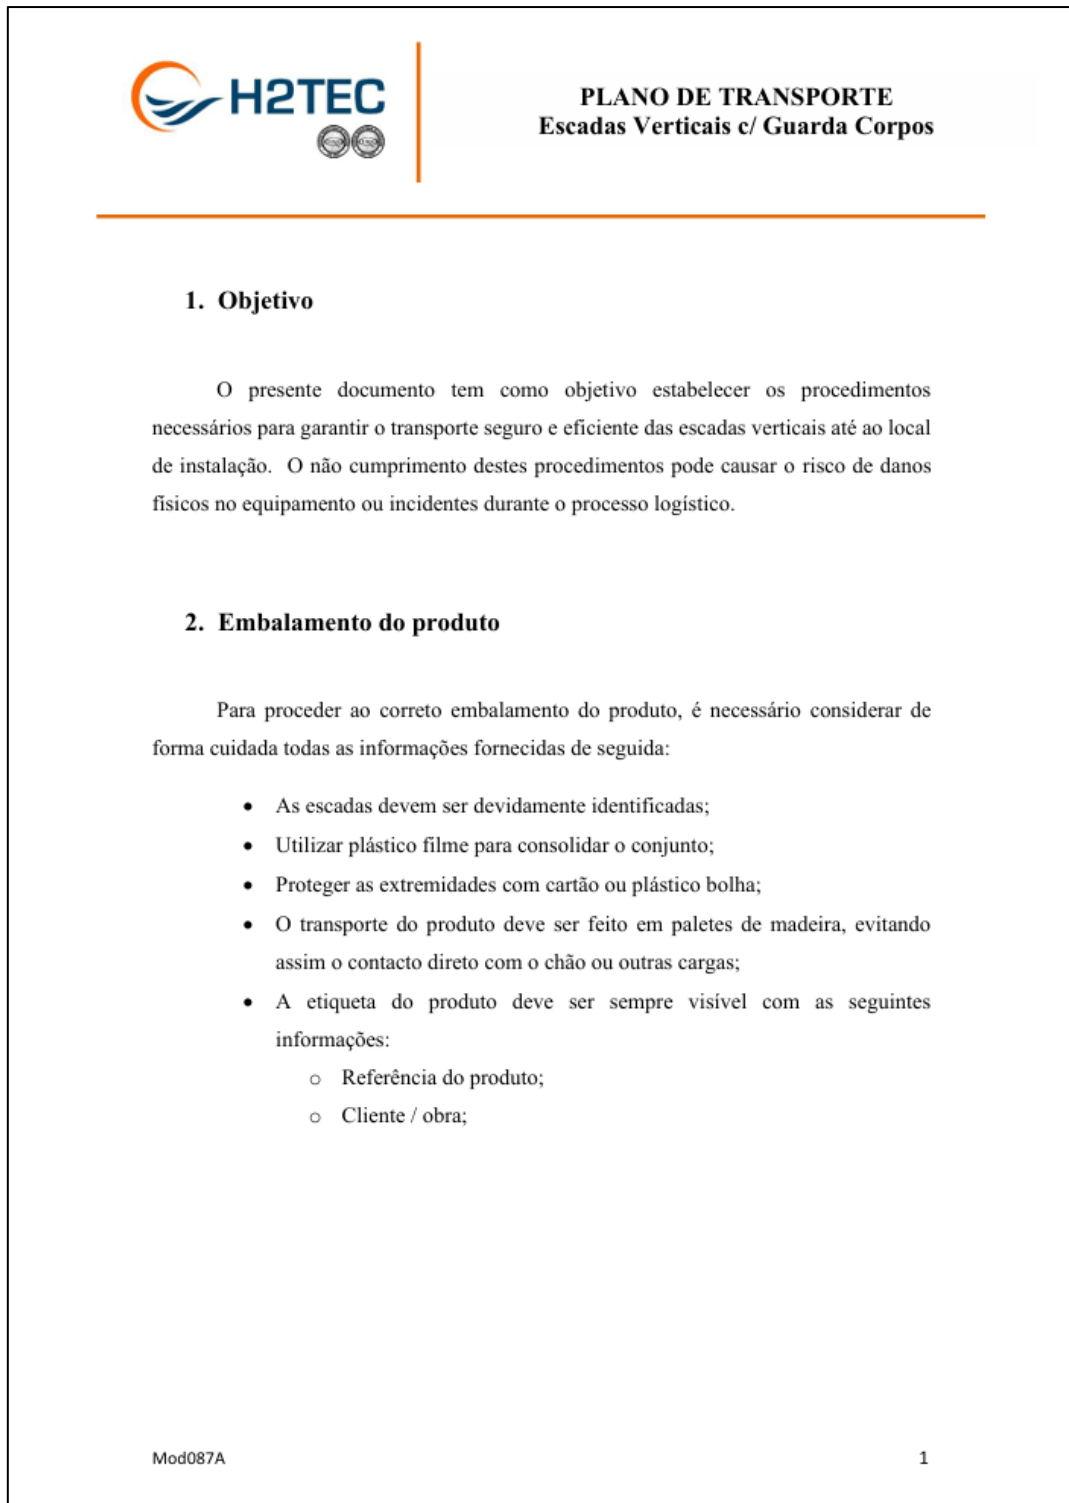 H2TEC
PLANO DE TRANSPORTE
Escadas Verticais c/ Guarda Corpos
1. Objetivo
O presente documento tem como objetivo estabelecer os procedimentos
necessários para garantir o transporte seguro e eficiente das escadas verticais até ao local
de instalação. O não cumprimento destes procedimentos pode causar o risco de danos
físicos no equipamento ou incidentes durante o processo logístico.
2. Embalamento do produto
Para proceder ao correto embalamento do produto, é necessário considerar de
forma cuidada todas as informações fornecidas de seguida:
• As escadas devem ser devidamente identificadas;
• Utilizar plástico filme para consolidar o conjunto;
• Proteger as extremidades com cartão ou plástico bolha;
• O transporte do produto deve ser feito em paletes de madeira, evitando
assim o contacto direto com o chão ou outras cargas;
• A etiqueta do produto deve ser sempre visível com as seguintes
informações:
o Referência do produto;
o Cliente / obra;
Mod087A
1